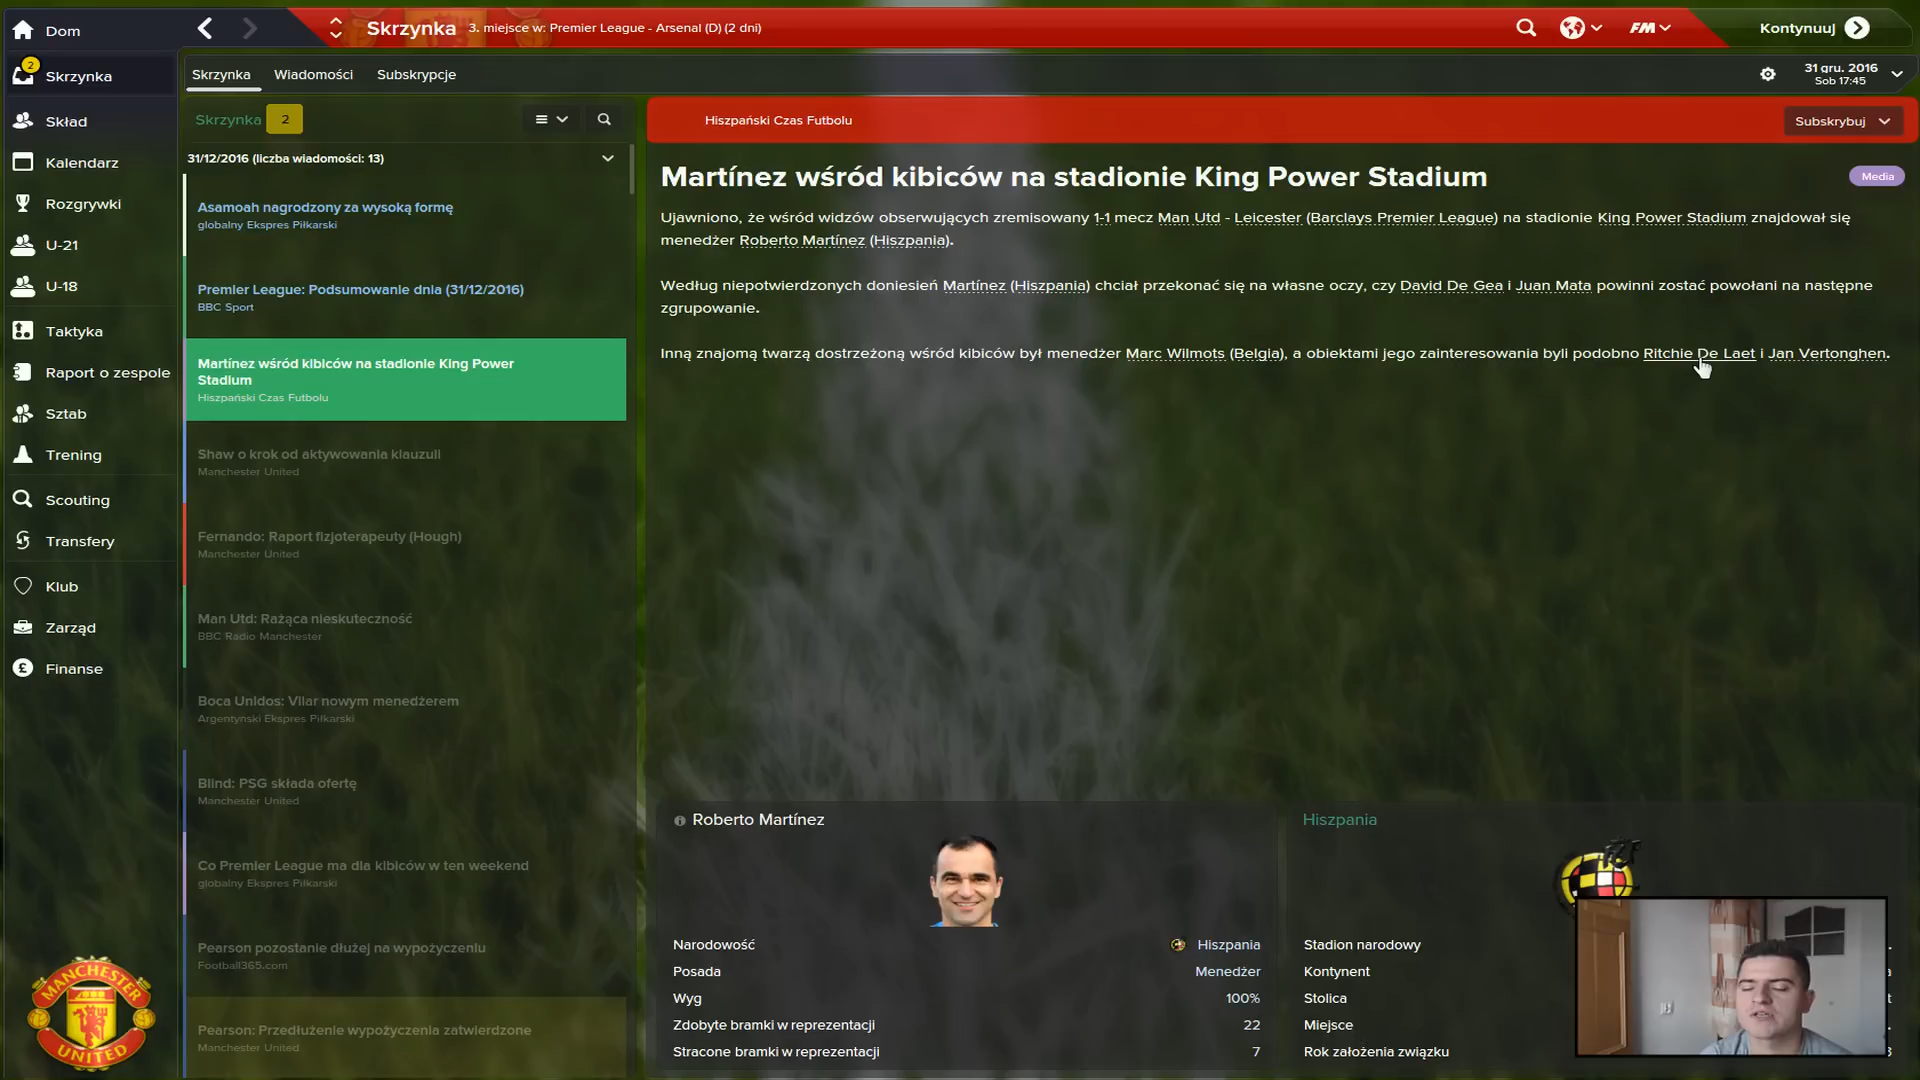 Dom
Skrzynka 3. miejsce w: Premier League - Arsenal (D) (2 dni)
FM
Kontynuuj
2
Skrzynka
Skład
Kalendarz
Rozgrywki
U-21
U-18
Taktyka
Raport o zespole
Sztab
Trening
Scouting
Transfery
Klub
Zarząd
Finanse
MANCHESTER
UNITED
Skrzynka Wiadomości Subskrypcje
31 gru. 2016
Sob 17:45
Skrzynka 2
31/12/2016 (liczba wiadomości: 13)
Asamoah nagrodzony za wysoką formę
globalny Ekspres Piłkarski
Premier League: Podsumowanie dnia (31/12/2016)
BBC Sport
Martínez wśród kibiców na stadionie King Power
Stadium
Hiszpański Czas Futbolu
Shaw o krok od aktywowania klauzuli
Manchester United
Fernando: Raport fizjoterapeuty (Hough)
Manchester United
Man Utd: Rażąca nieskuteczność
BBC Radio Manchester
Boca Unidos: Vilar nowym menedżerem
Argentyński Ekspres Piłkarski
Blind: PSG składa ofertę
Manchester United
Co Premier League ma dla kibiców w ten weekend
globalny Ekspres Piłkarski
Pearson pozostanie dłużej na wypożyczeniu
Football365.com
Pearson: Przedłużenie wypożyczenia zatwierdzone
Manchester United
Hiszpański Czas Futbolu
Subskrybuj
Martínez wśród kibiców na stadionie King Power Stadium
Media
Ujawniono, że wśród widzów obserwujących zremisowany 1-1 mecz Man Utd - Leicester (Barclays Premier League) na stadionie King Power Stadium znajdował się
menedżer Roberto Martínez (Hiszpania).
Według niepotwierdzonych doniesień Martínez (Hiszpania) chciał przekonać się na własne oczy, czy David De Gea i Juan Mata powinni zostać powołani na następne
zgrupowanie.
Inną znajomą twarzą dostrzeżoną wśród kibiców był menedżer Marc Wilmots (Belgia), a obiektami jego zainteresowania byli podobno Ritchie De Laet i Jan Vertonghen.
Roberto Martínez
Narodowość Hiszpania
Posada Menedżer
Wyg 100%
Zdobyte bramki w reprezentacji 22
Stracone bramki w reprezentacji 7
Hiszpania
Stadion narodowy
Kontynent
Stolica
Miejsce
Rok założenia związku